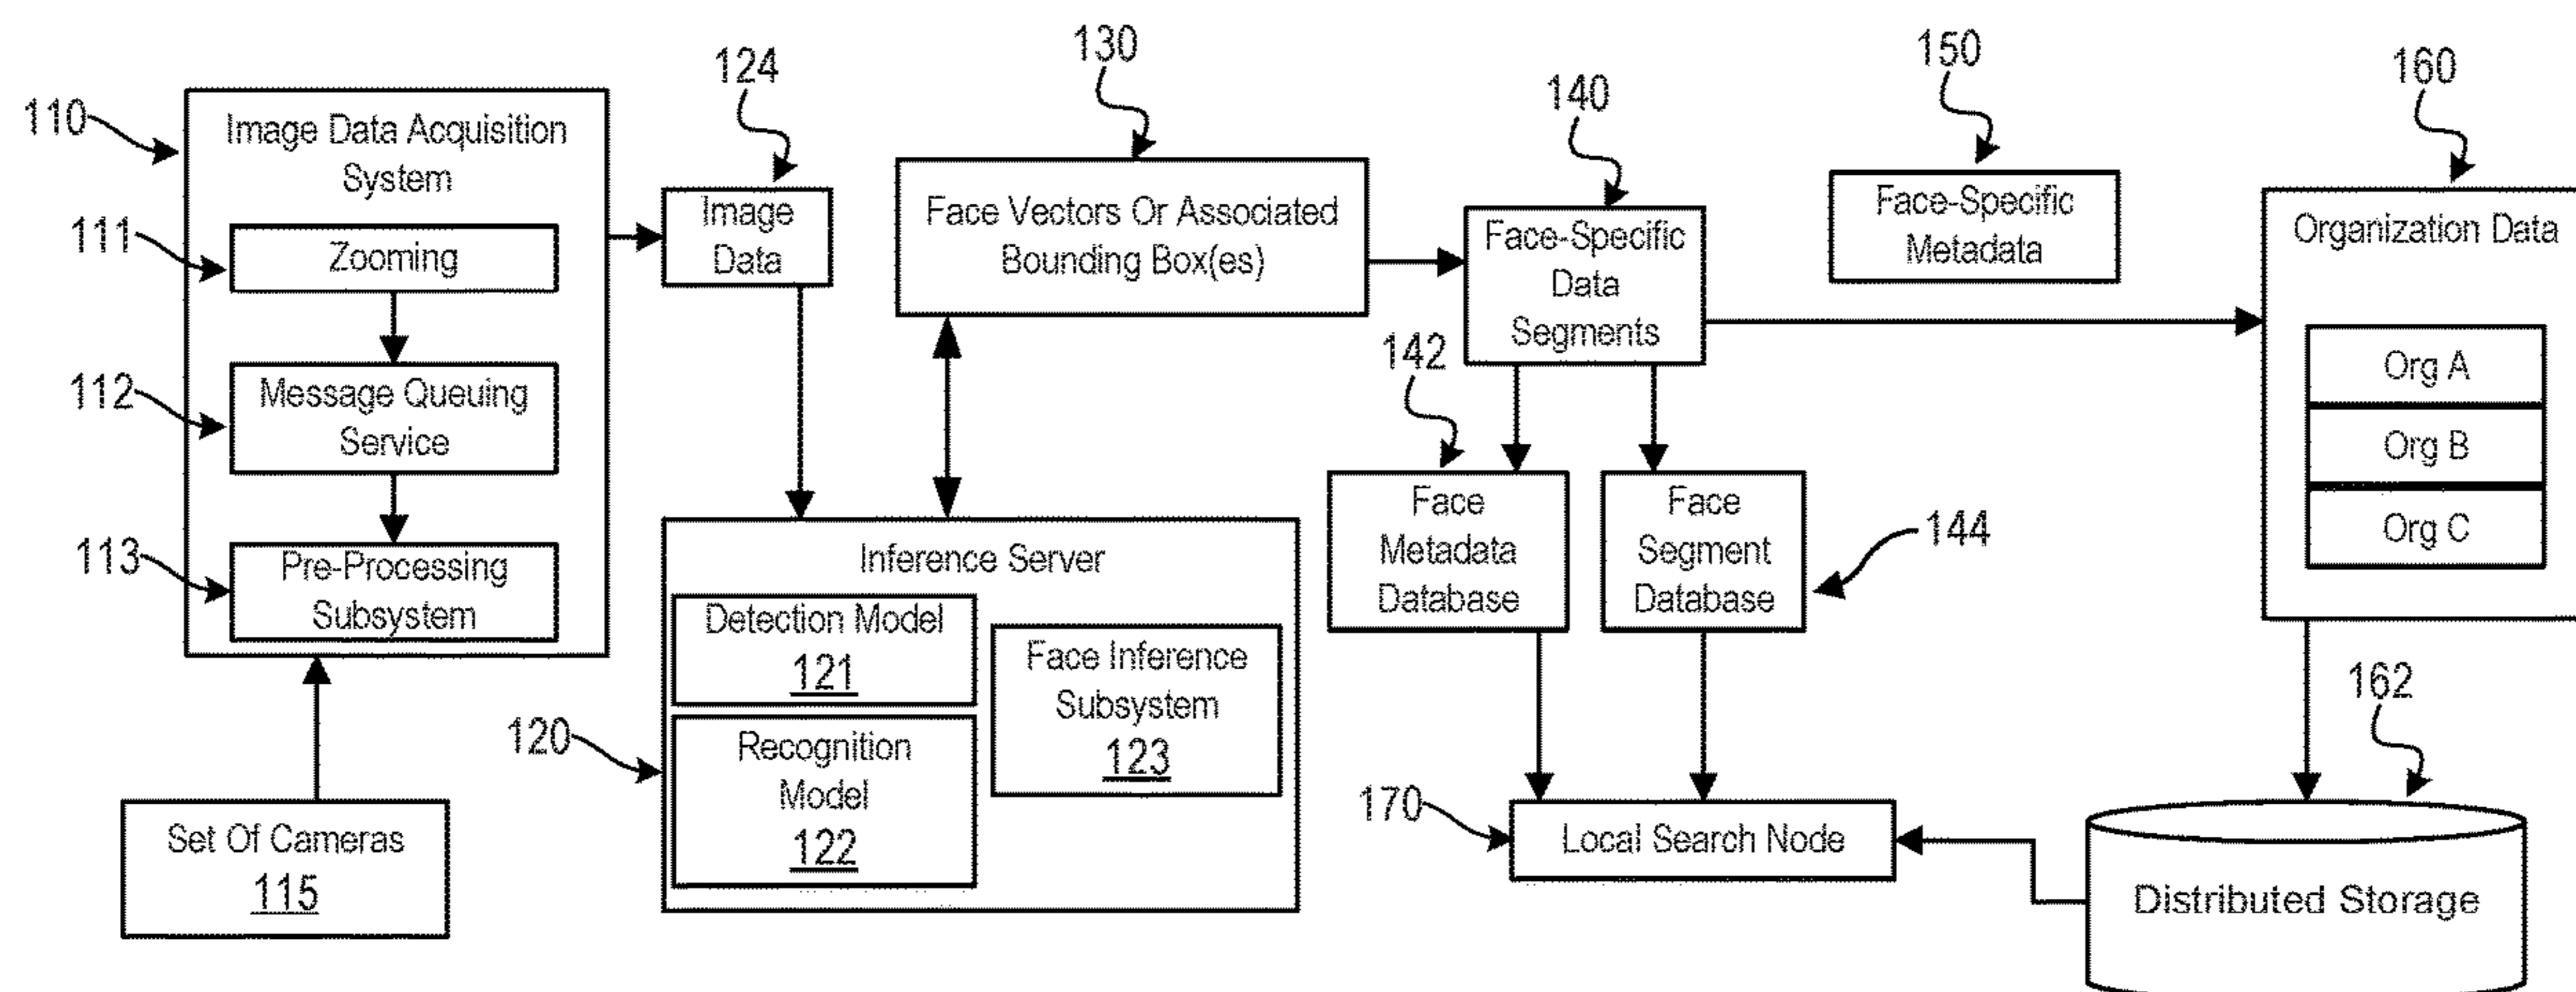 110
Image Data Acquisition
System
111
Zooming
112
Message Queuing
Service
113
Pre-Processing
Subsystem
Set Of Cameras
115
124
Image
Data
130
Face Vectors Or Associated
Bounding Box(es)
120
Inference Server
Detection Model
121
Recognition
Model
122
Face Inference
Subsystem
123
140
Face-Specific
Data
Segments
142
Face
Metadata
Database
Face
Segment
Database
144
150
Face-Specific
Metadata
160
Organization Data
Org A
Org B
Org C
162
Distributed Storage
170
Local Search Node